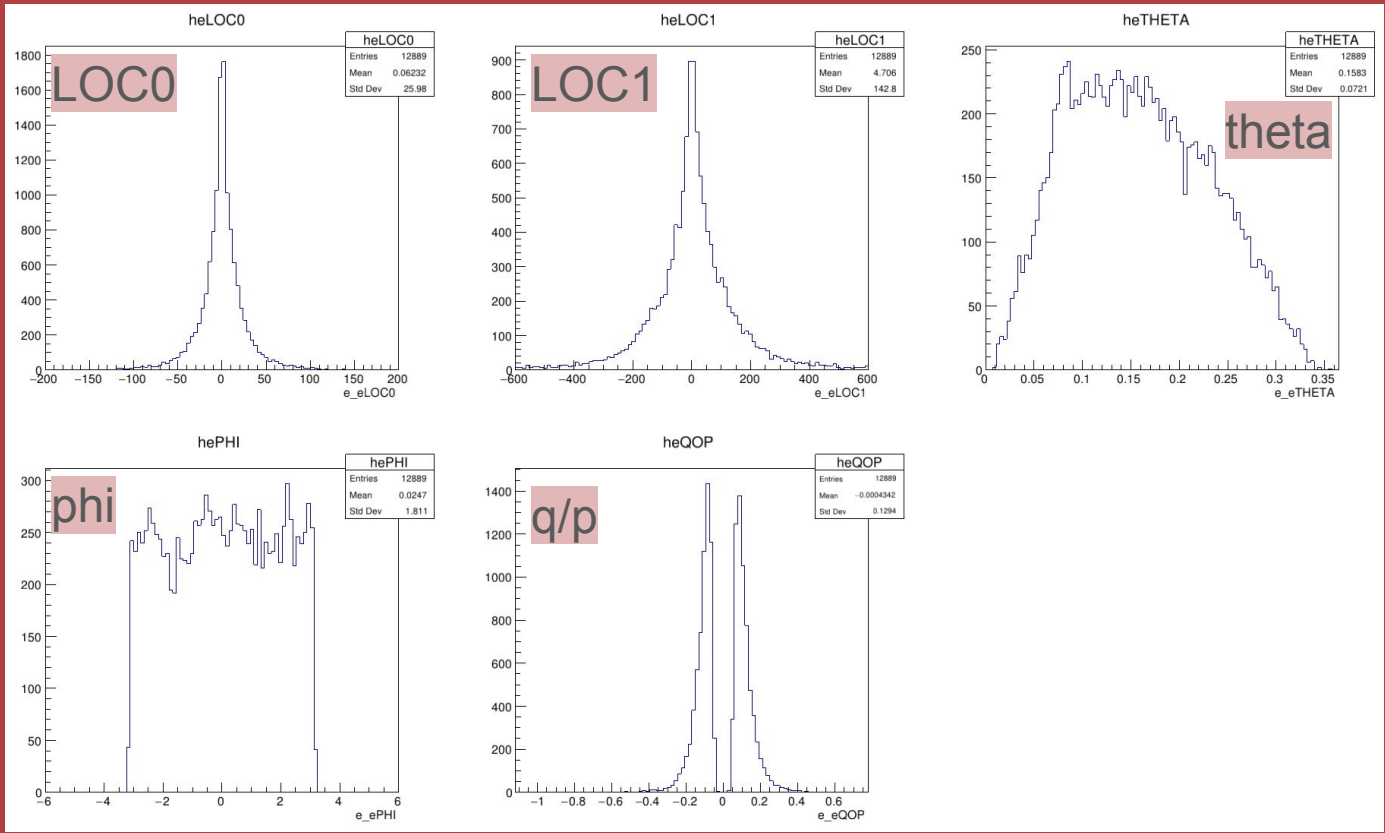 heLOC0
heLOC0
Entries 12889
Mean 0.06232
Std Dev 25.98
LOC0
1800
1600
1400
1200
1000
800
600
400
200
0
−200 −150 −100 −50 0 50 100 150 200
e_eLOC0
heLOC1
heLOC1
Entries 12889
Mean 4.706
Std Dev 142.8
LOC1
900
800
700
600
500
400
300
200
100
0
−600 −400 −200 0 200 400 600
e_eLOC1
heTHETA
heTHETA
Entries 12889
Mean 0.1583
Std Dev 0.0721
theta
250
200
150
100
50
0
0 0.05 0.1 0.15 0.2 0.25 0.3 0.35
e_eTHETA
hePHI
hePHI
Entries 12889
Mean 0.0247
Std Dev 1.811
phi
300
250
200
150
100
50
0
−6 −4 −2 0 2 4 6
e_ePHI
heQOP
heQOP
Entries 12889
Mean −0.0004342
Std Dev 0.1294
q/p
1400
1200
1000
800
600
400
200
0
−1 −0.8 −0.6 −0.4 −0.2 0 0.2 0.4 0.6
e_eQOP